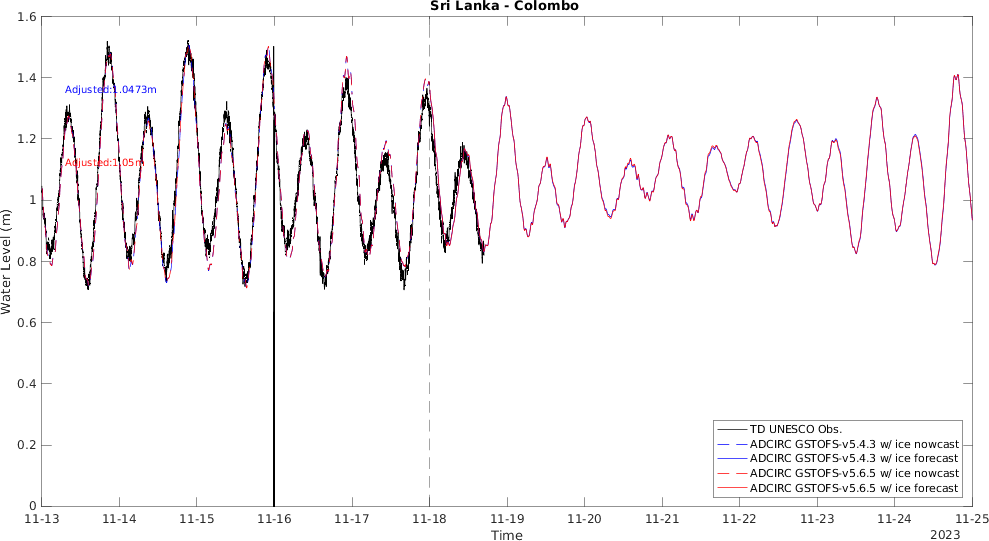 Sri Lanka - Colombo
1.6
1.4
1.2
1
0.8
0.6
0.4
0.2
0
Water Level (m)
Adjusted:1.0473m
Adjusted:1.05m
TD UNESCO Obs.
ADCIRC GSTOFS-v5.4.3 w/ ice nowcast
ADCIRC GSTOFS-v5.4.3 w/ ice forecast
ADCIRC GSTOFS-v5.6.5 w/ ice nowcast
ADCIRC GSTOFS-v5.6.5 w/ ice forecast
11-13 11-14 11-15 11-16 11-17 11-18 11-19 11-20 11-21 11-22 11-23 11-24 11-25
Time
2023